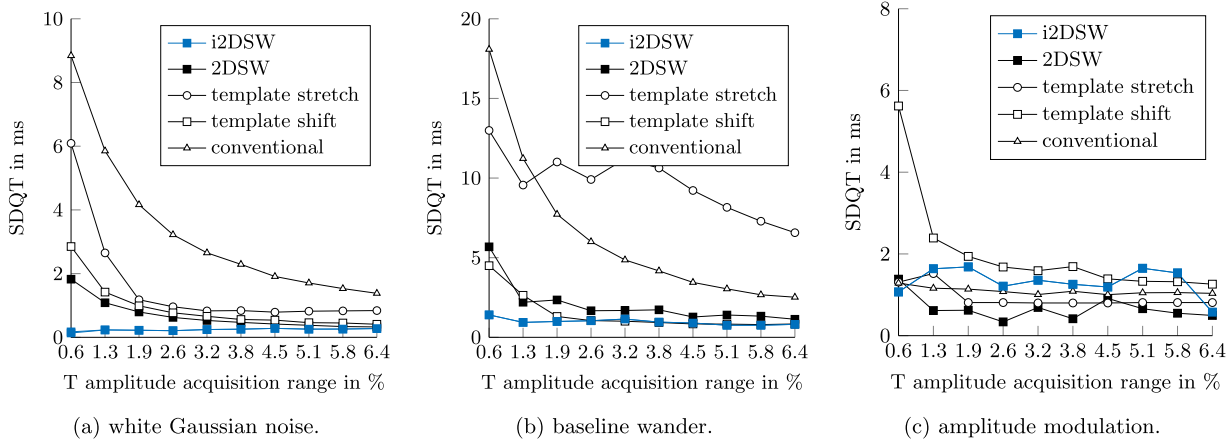 SDQT in ms
10
8
6
4
2
0
0.6 1.3 1.9 2.6 3.2 3.8 4.5 5.1 5.8 6.4
T amplitude acquisition range in %
i2DSW
2DSW
template stretch
template shift
conventional
(a) white Gaussian noise.
SDQT in ms
20
15
10
5
0
0.6 1.3 1.9 2.6 3.2 3.8 4.5 5.1 5.8 6.4
T amplitude acquisition range in %
i2DSW
2DSW
template stretch
template shift
conventional
(b) baseline wander.
SDQT in ms
8
6
4
2
0
0.6 1.3 1.9 2.6 3.2 3.8 4.5 5.1 5.8 6.4
T amplitude acquisition range in %
i2DSW
2DSW
template stretch
template shift
conventional
(c) amplitude modulation.